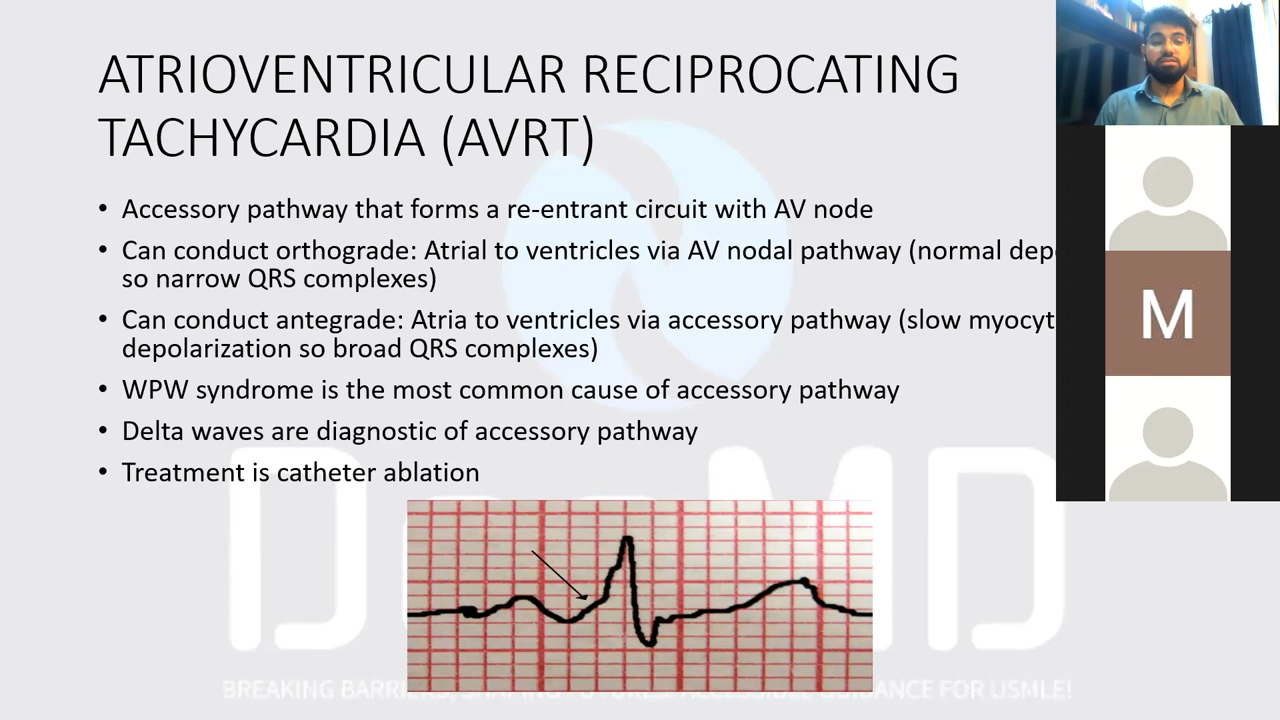 ATRIOVENTRICULAR RECIPROCATING
TACHYCARDIA (AVRT)
• Accessory pathway that forms a re-entrant circuit with AV node
• Can conduct orthograde: Atrial to ventricles via AV nodal pathway (normal
so narrow QRS complexes)
• Can conduct antegrade: Atria to ventricles via accessory pathway (slow
depolarization so broad QRS complexes)
• WPW syndrome is the most common cause of accessory pathway
• Delta waves are diagnostic of accessory pathway
• Treatment is catheter ablation
M
BREAKING FOR USMLE!